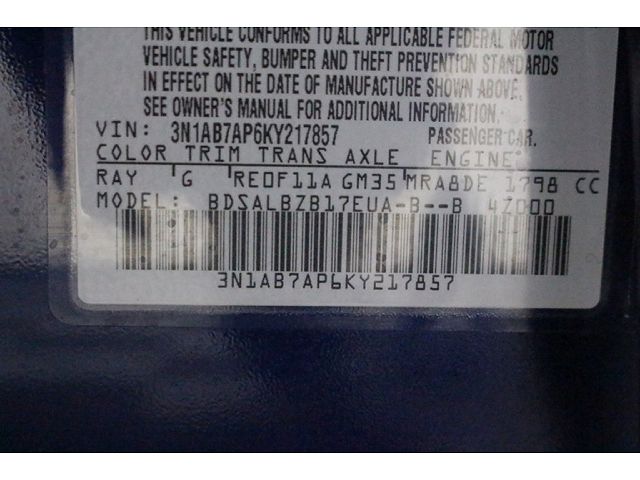 THIS VEHICLE CONFORMS TO ALL APPLICABLE FEDERAL MOTOR
VEHICLE SAFETY, BUMPER AND THEFT PREVENTION STANDARDS
IN EFFECT ON THE DATE OF MANUFACTURE SHOWN ABOVE.
SEE OWNER'S MANUAL FOR ADDITIONAL INFORMATION.
VIN: 3N1AB7AP6KY217857 PASSENGER CAR.
COLOR TRIM TRANS AXLE ENGINE
RAY G RE0F11A GM35 MRA8DE 1798 CC
MODEL: BDSALBZB17EUA-B--B 4Z000
3N1AB7AP6KY217857